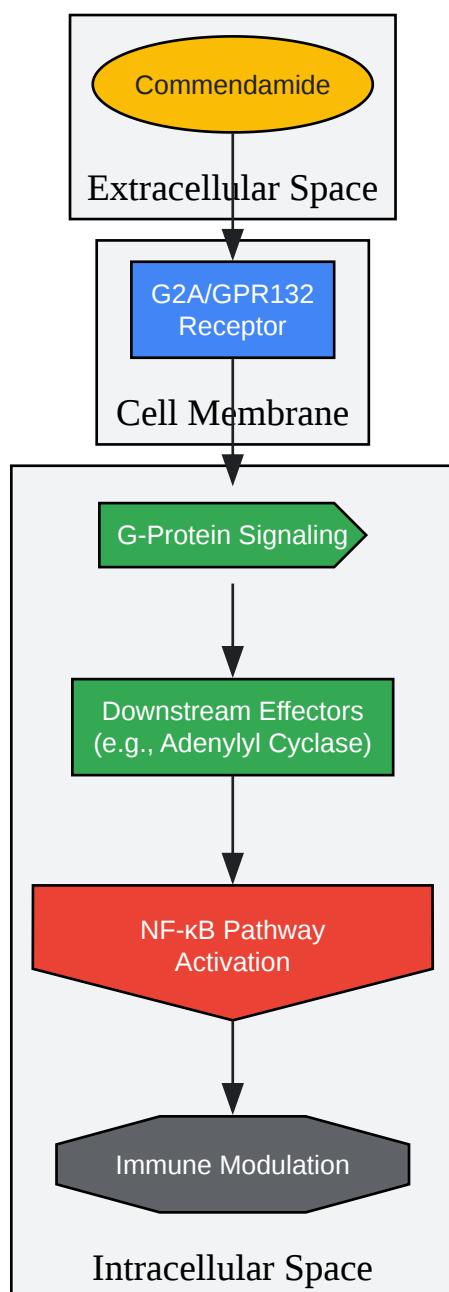 Commendamide
Extracellular Space
G2A/GPR132
Receptor
Cell Membrane
G-Protein Signaling
Downstream Effectors
(e.g., Adenylyl Cyclase)
NF-κB Pathway
Activation
Immune Modulation
Intracellular Space